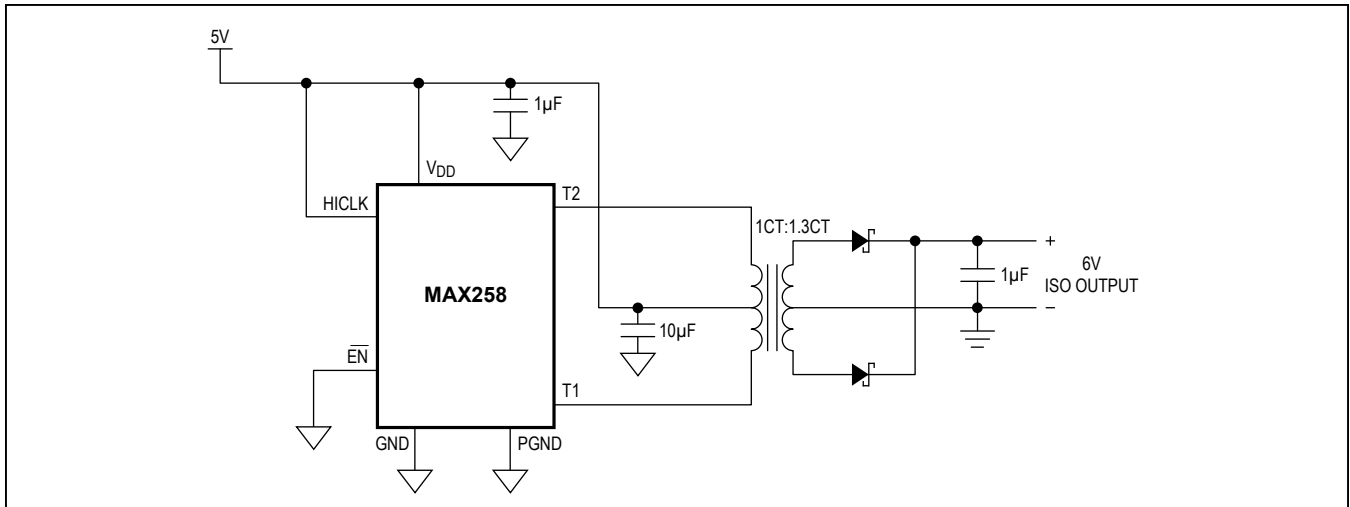 5V
1µF
VDD
HICLK
T2
1CT:1.3CT
+
6V
1µF
ISO OUTPUT
MAX258
−
10µF
EN
T1
GND
PGND